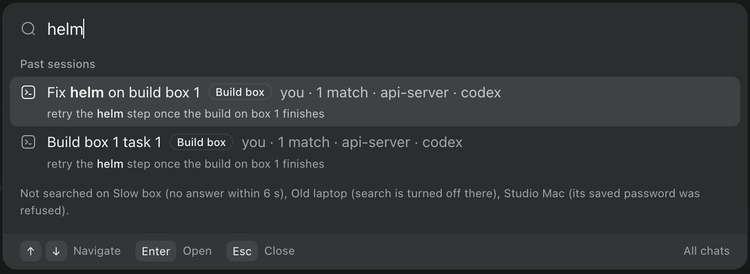 helm
Past sessions
Fix helm on build box 1 Build box you · 1 match · api-server · codex
retry the helm step once the build on box 1 finishes
Build box 1 task 1 Build box you · 1 match · api-server · codex
retry the helm step once the build on box 1 finishes
Not searched on Slow box (no answer within 6 s), Old laptop (search is turned off there), Studio Mac (its saved password was
refused).
↑ ↓ Navigate Enter Open Esc Close All chats